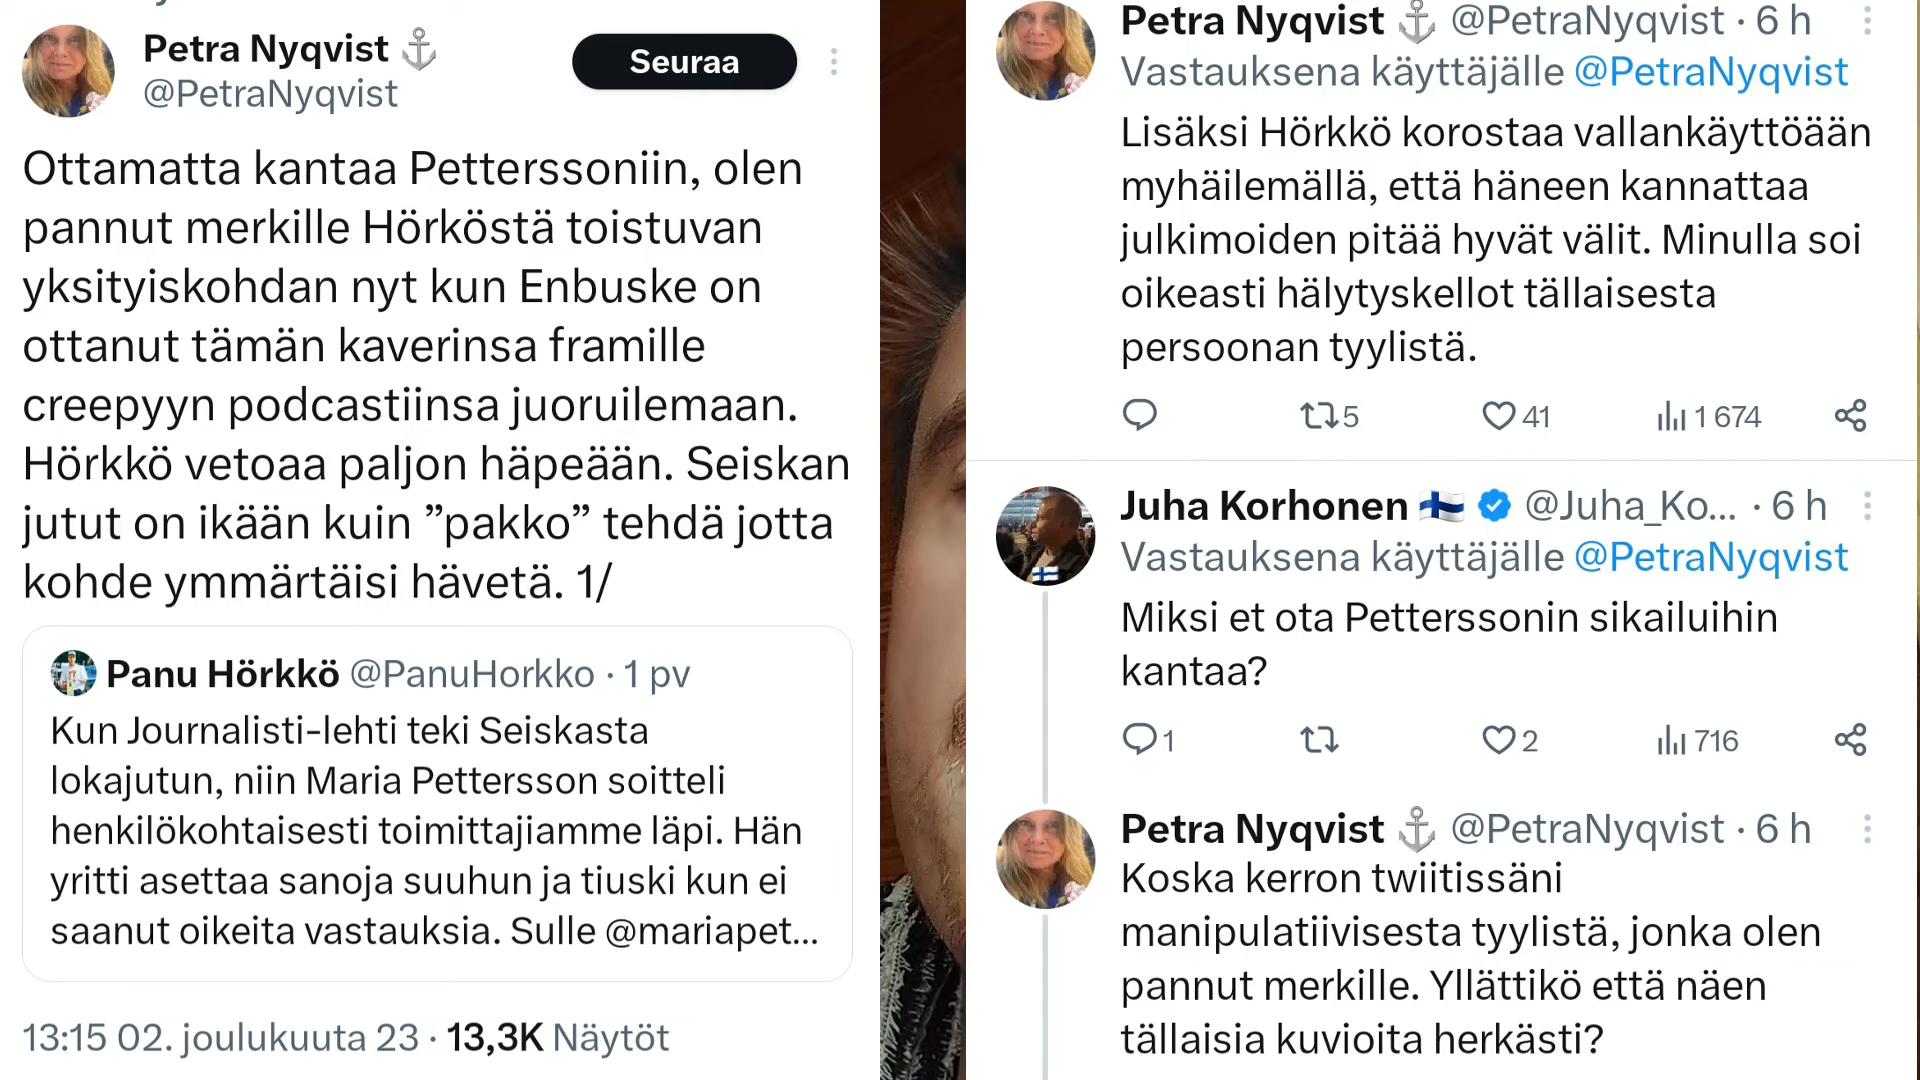 Petra Nyqvist ⚓
@PetraNyqvist
Seuraa
Ottamatta kantaa Petterssoniin, olen
pannut merkille Hörköstä toistuvan
yksityiskohdan nyt kun Enbuske on
ottanut tämän kaverinsa framille
creepyyn podcastiinsa juoruilemaan.
Hörkkö vetoaa paljon häpeään. Seiskan
jutut on ikään kuin ”pakko” tehdä jotta
kohde ymmärtäisi hävetä. 1/
Panu Hörkkö @PanuHorkko · 1 pv
Kun Journalisti-lehti teki Seiskasta
lokajutun, niin Maria Pettersson soitteli
henkilökohtaisesti toimittajiamme läpi. Hän
yritti asettaa sanoja suuhun ja tiuski kun ei
saanut oikeita vastauksia. Sulle @mariapet...
13:15 02. joulukuuta 23 · 13,3K Näytöt
Petra Nyqvist ⚓ @PetraNyqvist · 6 h
Vastauksena käyttäjälle @PetraNyqvist
Lisäksi Hörkkö korostaa vallankäyttöään
myhäilemällä, että häneen kannattaa
julkimoiden pitää hyvät välit. Minulla soi
oikeasti hälytyskellot tällaisesta
persoonan tyylistä.
5 41 1 674
Juha Korhonen 🇫🇮 @Juha_Ko... · 6 h
Vastauksena käyttäjälle @PetraNyqvist
Miksi et ota Petterssonin sikailuihin
kantaa?
1 2 716
Petra Nyqvist ⚓ @PetraNyqvist · 6 h
Koska kerron twiitissäni
manipulatiivisesta tyylistä, jonka olen
pannut merkille. Yllättikö että näen
tällaisia kuvioita herkästi?